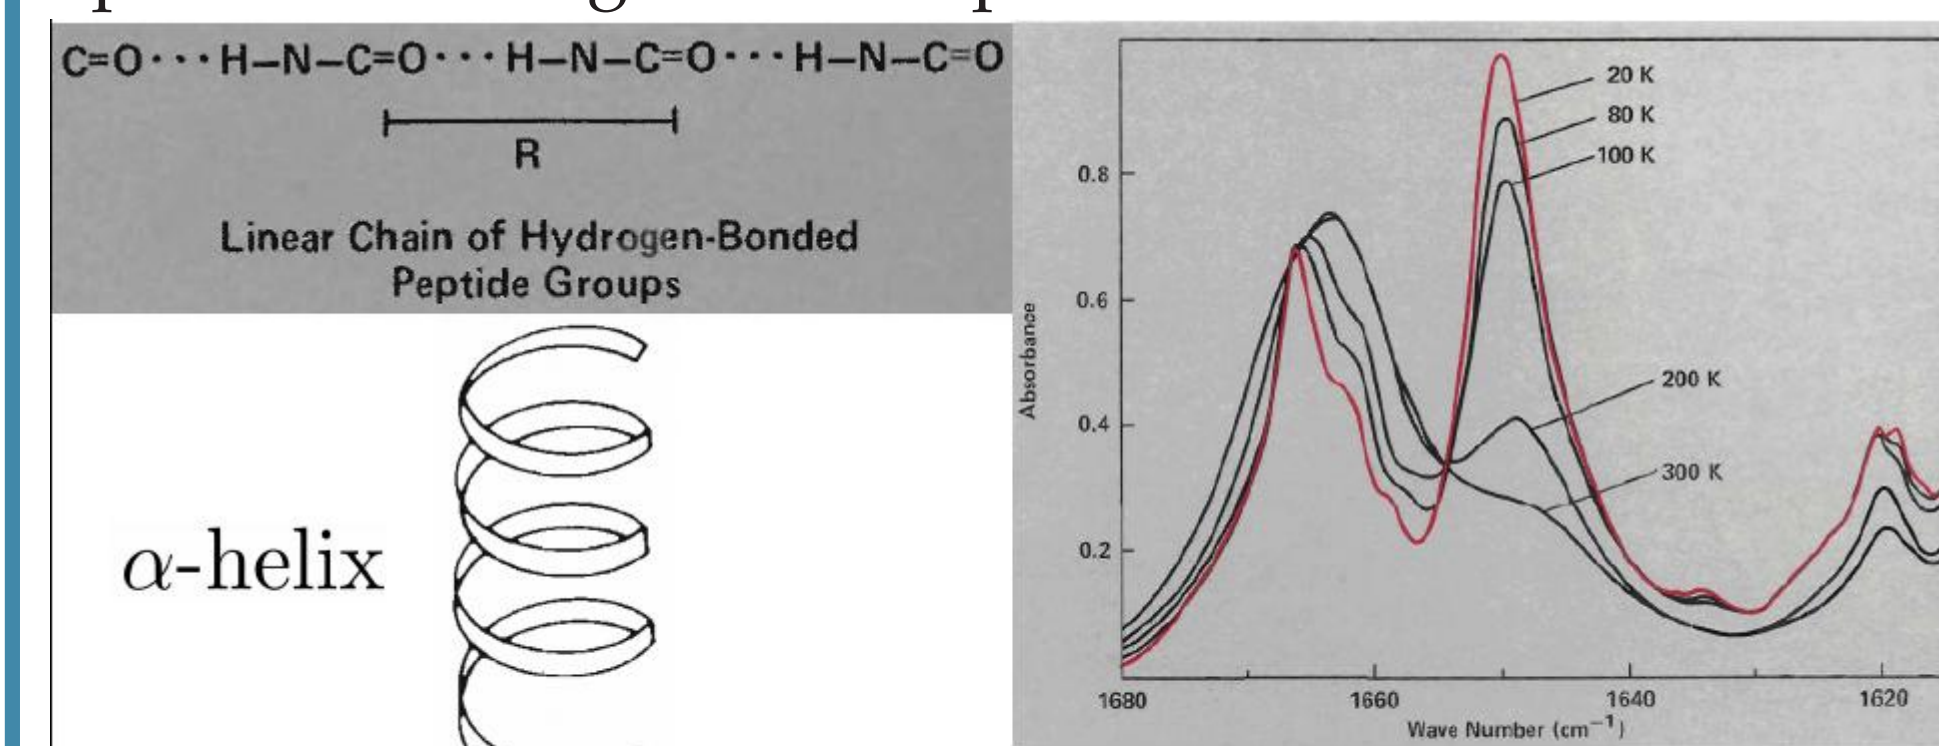 C=O···H—N—C=O···H—N—C=O···H—N—C=O
R
Linear Chain of Hydrogen-Bonded
Peptide Groups
α-helix
20 K
80 K
100 K
200 K
300 K
0.8
0.6
0.4
0.2
Absorbance
1680
1660
1640
1620
Wave Number (cm⁻¹)